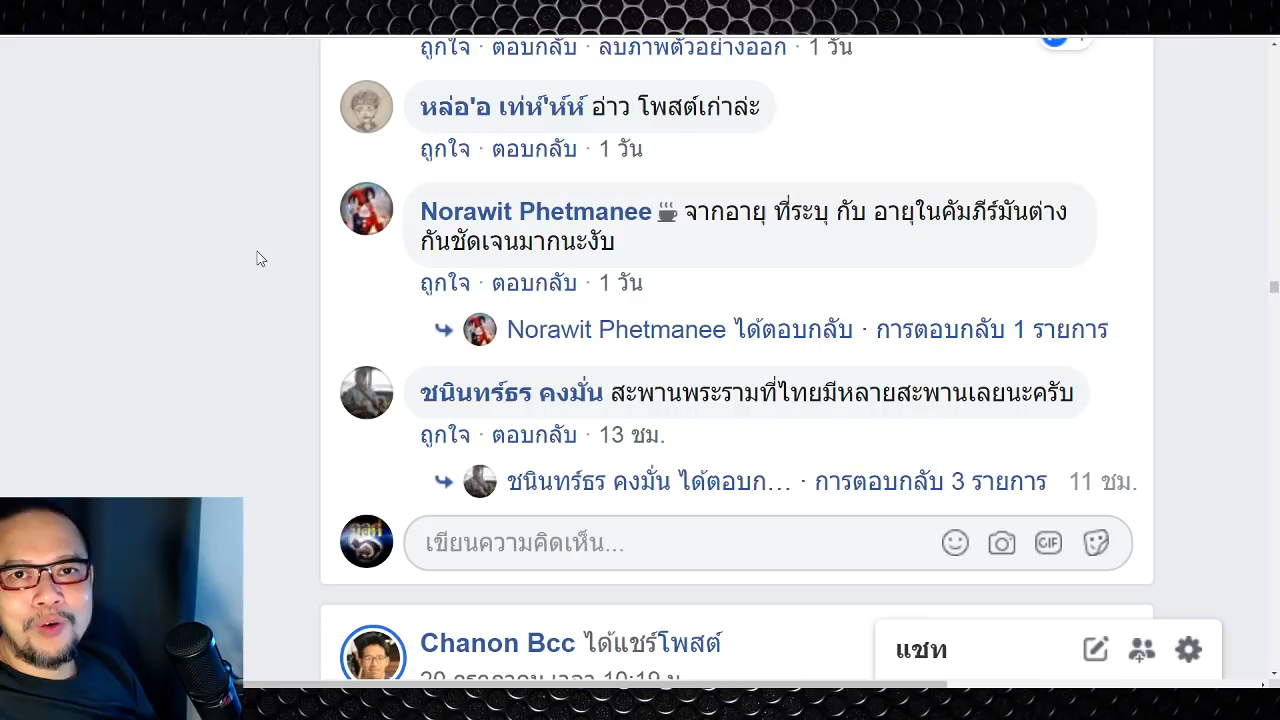 ถูกใจ · ตอบกลับ · ลบภาพตัวอย่างออก · 1 วัน
หล่อ'อ เท่ห์'ห์ห์ อ่าว โพสต์เก่าล่ะ
ถูกใจ · ตอบกลับ · 1 วัน
Norawit Phetmanee ☕ จากอายุ ที่ระบุ กับ อายุในคัมภีร์มันต่าง
กันชัดเจนมากนะงับ
ถูกใจ · ตอบกลับ · 1 วัน
Norawit Phetmanee ได้ตอบกลับ · การตอบกลับ 1 รายการ
ชนินทร์ธร คงมั่น สะพานพระรามที่ไทยมีหลายสะพานเลยนะครับ
ถูกใจ · ตอบกลับ · 13 ชม.
ชนินทร์ธร คงมั่น ได้ตอบก... · การตอบกลับ 3 รายการ 11 ชม.
เขียนความคิดเห็น...
GIF
Chanon Bcc ได้แชร์โพสต์
แชท